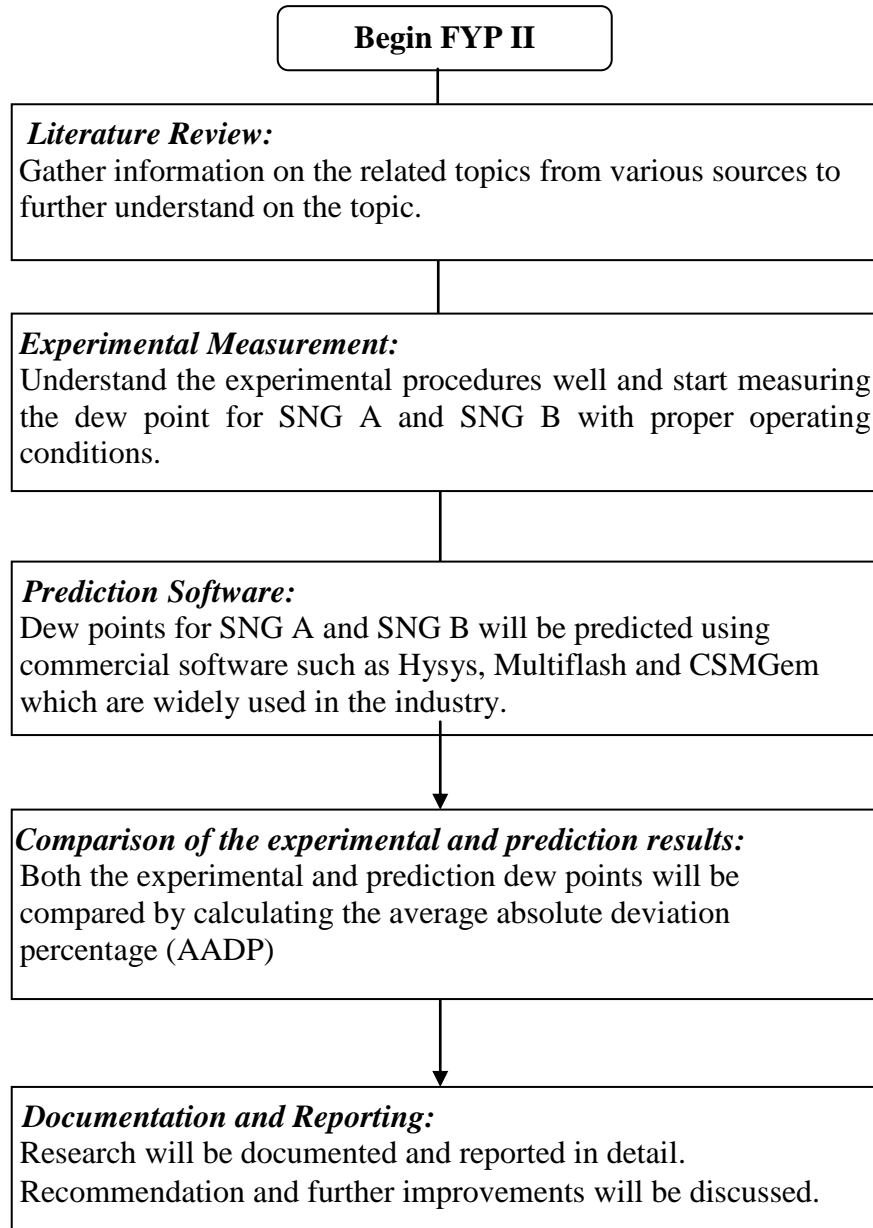 Begin FYP II
Literature Review:
Gather information on the related topics from various sources to
further understand on the topic.
Experimental Measurement:
Understand the experimental procedures well and start measuring
the dew point for SNG A and SNG B with proper operating
conditions.
Prediction Software:
Dew points for SNG A and SNG B will be predicted using
commercial software such as Hysys, Multiflash and CSMGem
which are widely used in the industry.
Comparison of the experimental and prediction results:
Both the experimental and prediction dew points will be
compared by calculating the average absolute deviation
percentage (AADP)
Documentation and Reporting:
Research will be documented and reported in detail.
Recommendation and further improvements will be discussed.